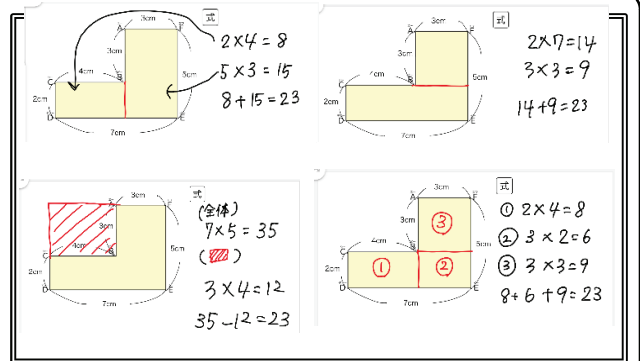 3cm
式
ア
カ
3cm
4cm
5cm
2cm
7cm
2×4=8
5×3=15
8+15=23
3cm
式
3cm
4cm
5cm
2cm
7cm
2×7=14
3×3=9
14+9=23
3cm
式
3cm
4cm
5cm
2cm
7cm
(全体)
7×5=35
3×4=12
35-12=23
3cm
式
3cm
③
4cm
5cm
2cm
①
②
7cm
① 2×4=8
② 3×2=6
③ 3×3=9
8+6+9=23